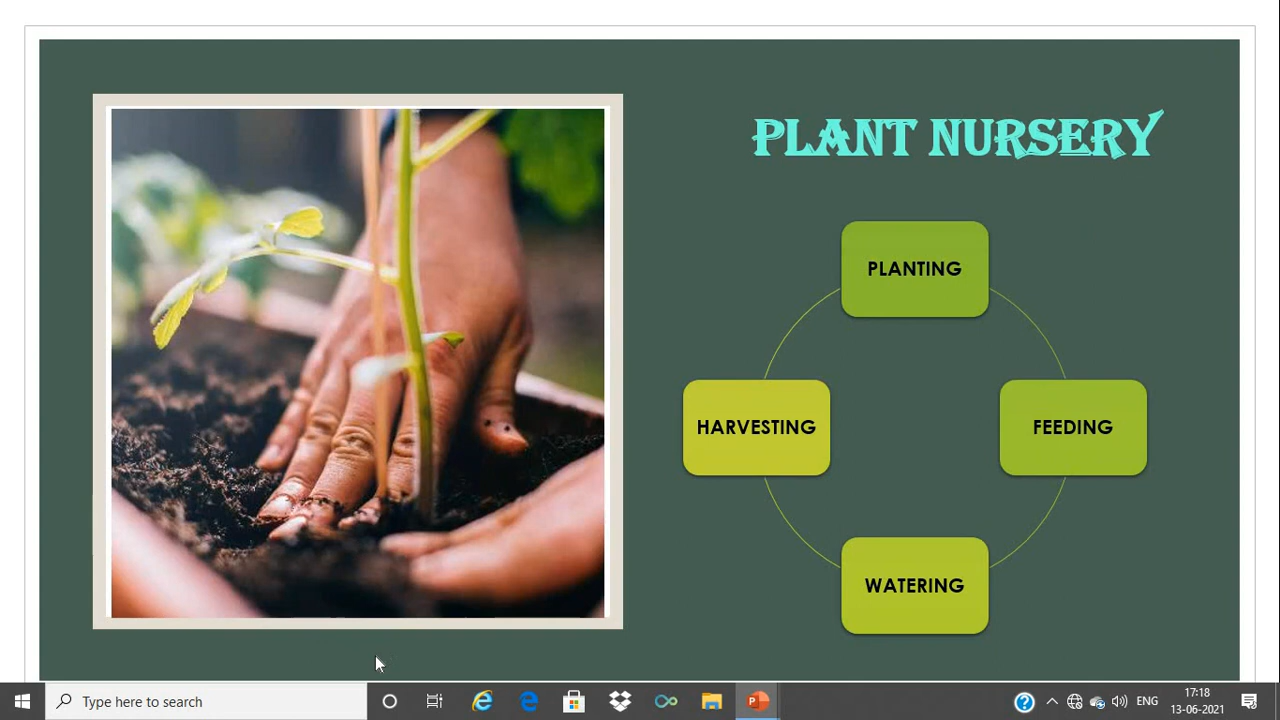 PLANT NURSERY
PLANTING
HARVESTING
FEEDING
WATERING
Type here to search
ENG
17:18
13-06-2021